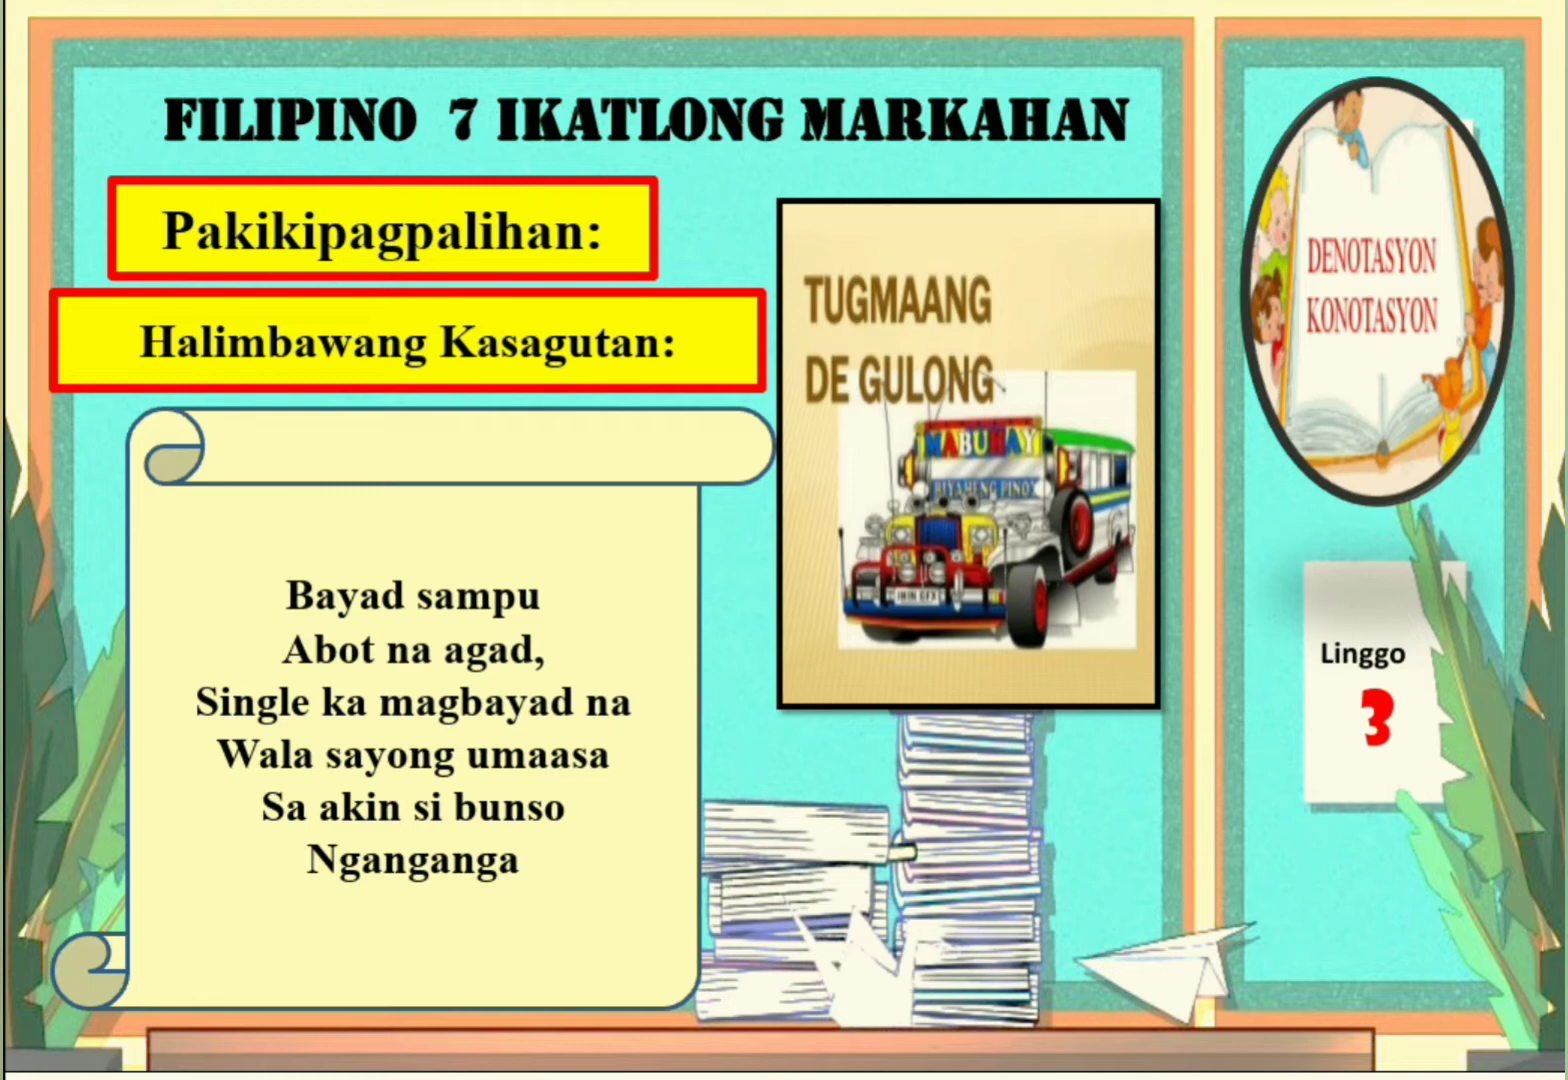 FILIPINO 7 IKATLONG MARKAHAN
Pakikipagpalihan:
Halimbawang Kasagutan:
Bayad sampu
Abot na agad,
Single ka magbayad na
Wala sayong umaasa
Sa akin si bunso
Nganganga
TUGMAANG
DE GULONG
MABUHAY
BIYAHENG PINOY
DENOTASYON
KONOTASYON
Linggo
3